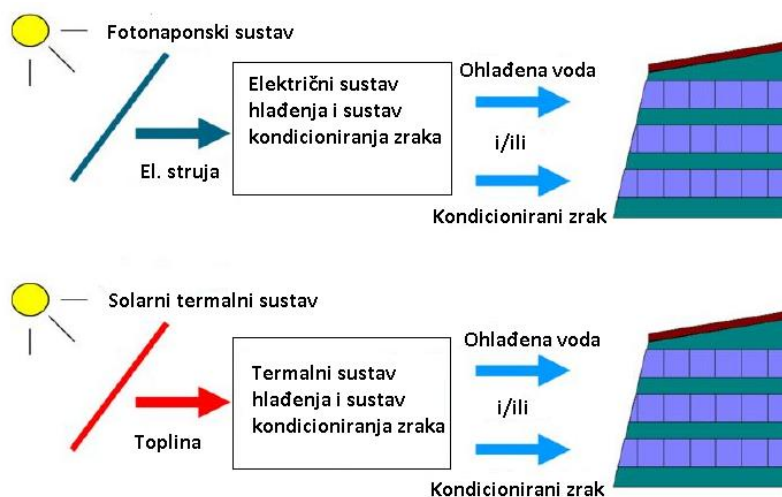 Fotonaponski sustav
El. struja
Električni sustav
hlađenja i sustav
kondicioniranja zraka
Ohlađena voda
i/ili
Kondicionirani zrak
Solarni termalni sustav
Toplina
Termalni sustav
hlađenja i sustav
kondicioniranja zraka
Ohlađena voda
i/ili
Kondicionirani zrak